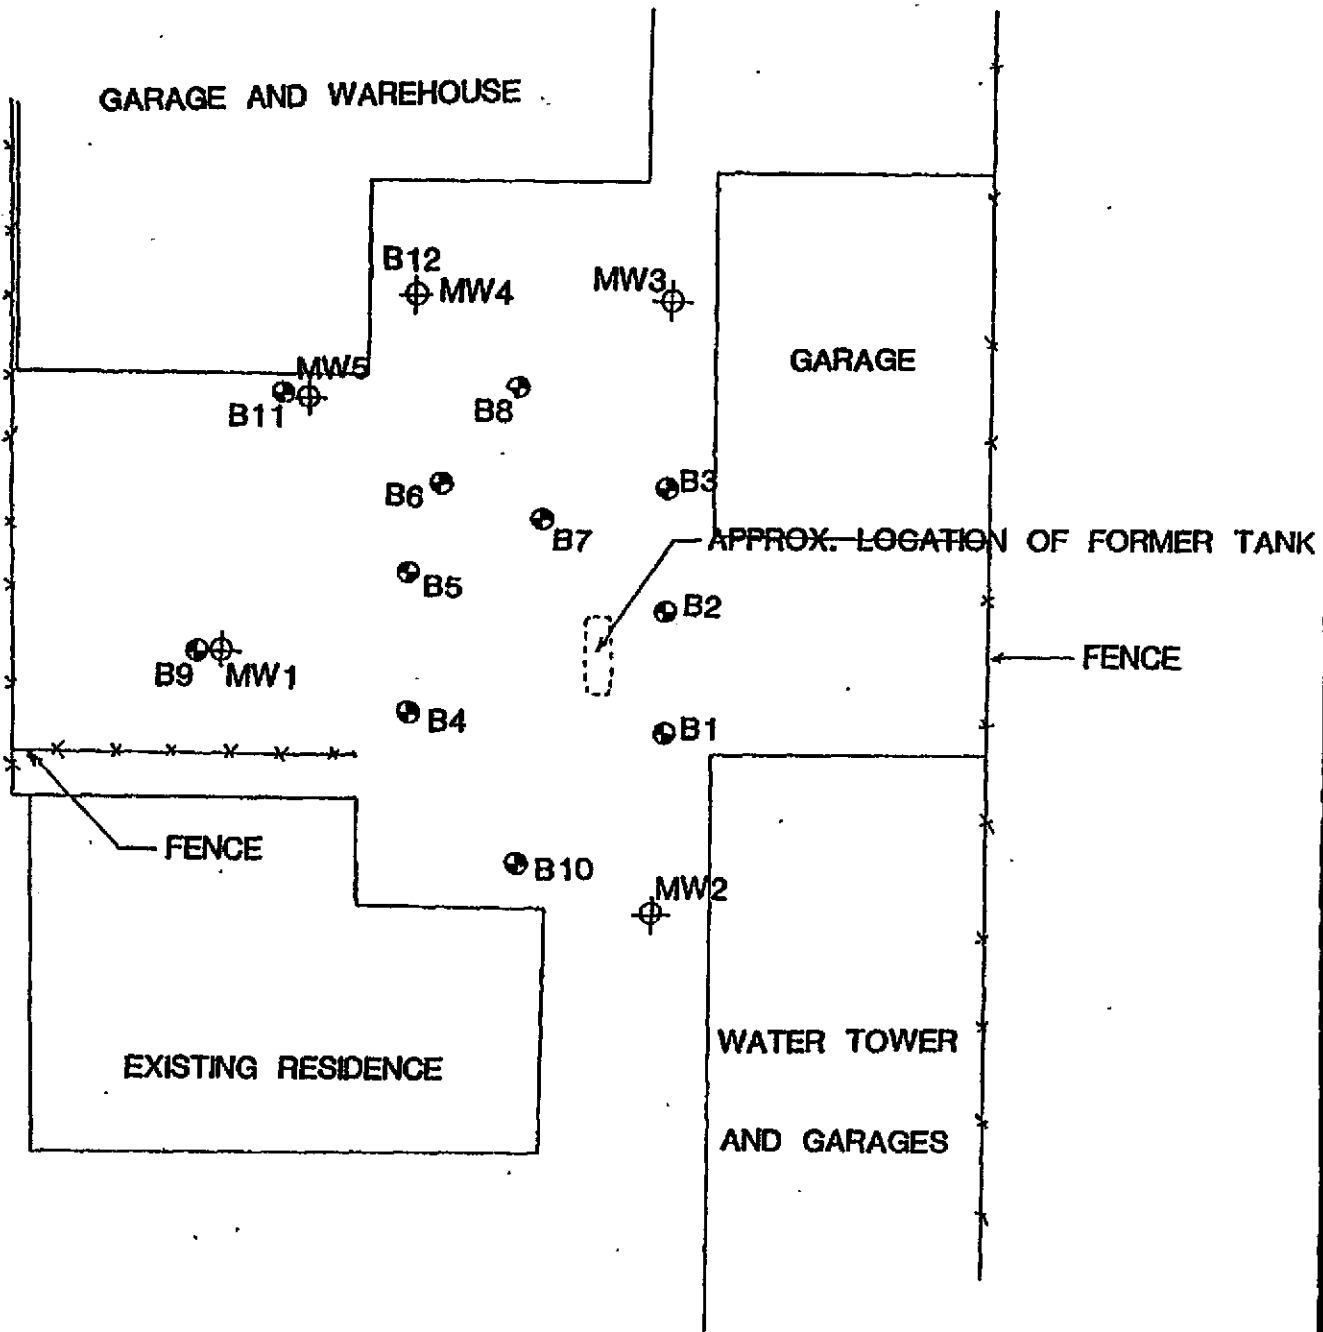 GARAGE AND WAREHOUSE
B12
MW4
MW3
GARAGE
MW5
B11
B8
B6
B3
B7
APPROX. LOCATION OF FORMER TANK
B5
B2
B9
MW1
FENCE
B4
B1
FENCE
B10
MW2
WATER TOWER
EXISTING RESIDENCE
AND GARAGES